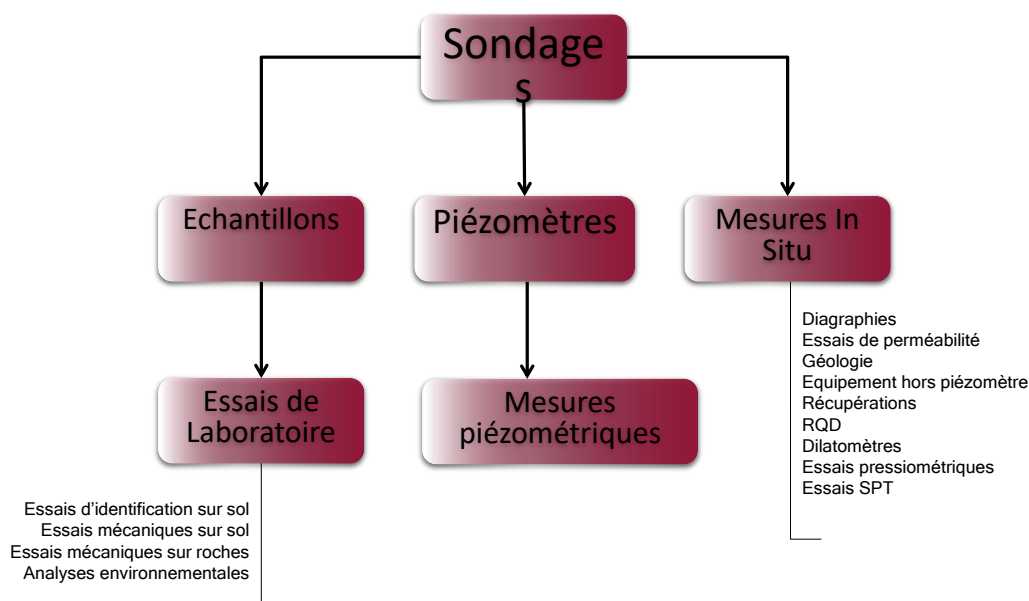 Sondage
s
Echantillons
Piézomètres
Mesures In
Situ
Diagraphies
Essais de perméabilité
Géologie
Equipement hors piézomètre
Récupérations
RQD
Dilatomètres
Essais pressiométriques
Essais SPT
Essais de
Laboratoire
Mesures
piézométriques
Essais d’identification sur sol
Essais mécaniques sur sol
Essais mécaniques sur roches
Analyses environnementales